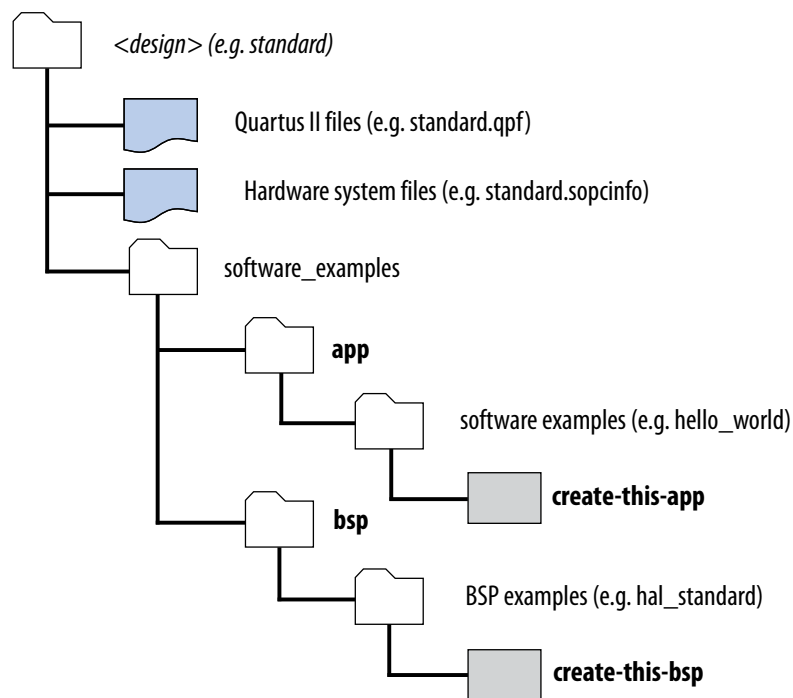 <design> (e.g. standard)
Quartus II files (e.g. standard.qpf)
Hardware system files (e.g. standard.sopcinfo)
software_examples
app
software examples (e.g. hello_world)
create-this-app
bsp
BSP examples (e.g. hal_standard)
create-this-bsp